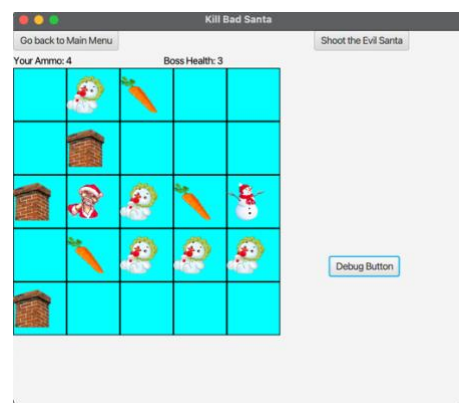 Kill Bad Santa
Go back to Main Menu
Shoot the Evil Santa
Your Ammo: 4
Boss Health: 3
Debug Button